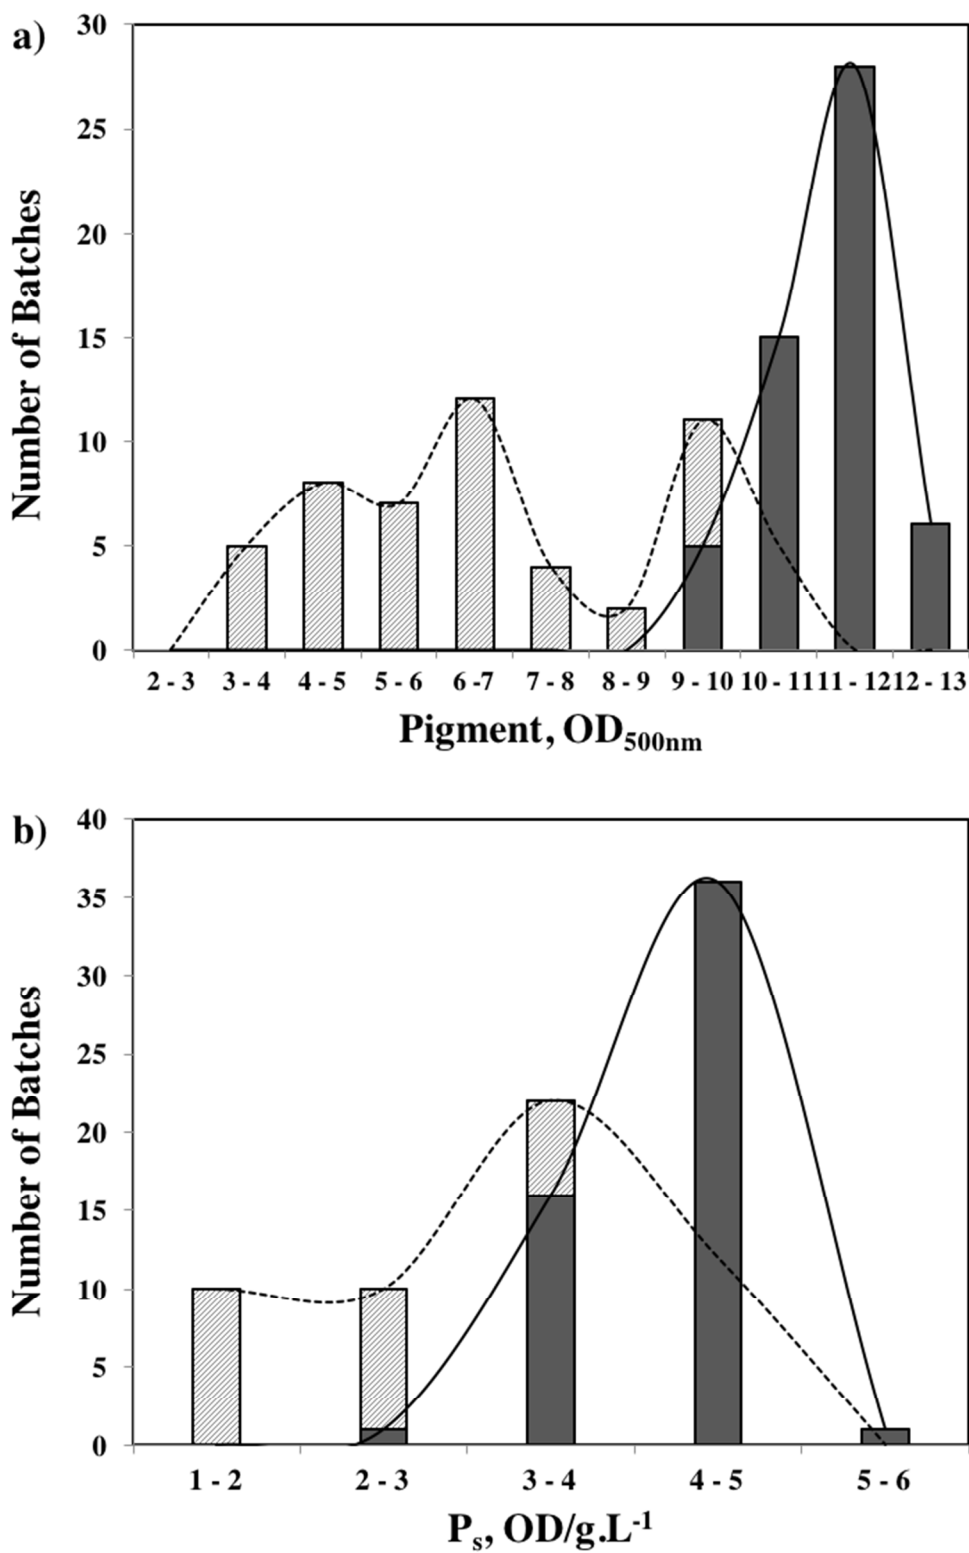 a)
30
25
20
15
10
5
0
Number of Batches
2 - 3 3 - 4 4 - 5 5 - 6 6 -7 7 - 8 8 - 9 9 - 10 10 - 11 11 - 12 12 - 13
Pigment, OD500nm
b)
40
35
30
25
20
15
10
5
0
Number of Batches
1 - 2 2 - 3 3 - 4 4 - 5 5 - 6
Ps, OD/g.L-1